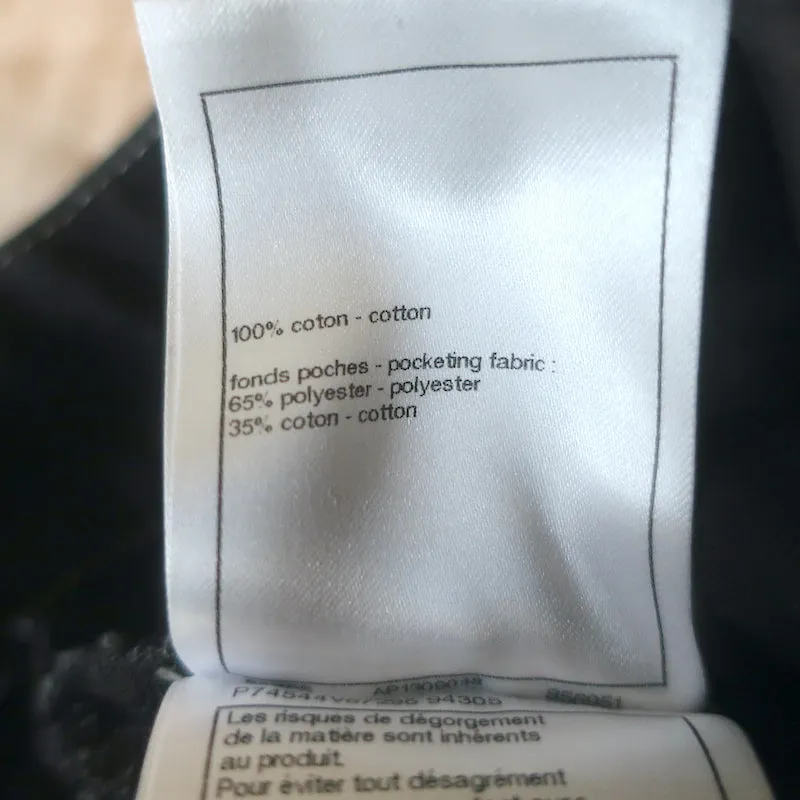 100% coton - cotton
fonds poches - pocketing fabric :
65% polyester - polyester
35% coton - cotton
94305
Les risques de dégorgement
de la matière sont inhérents
au produit.
Pour éviter tout désagrément